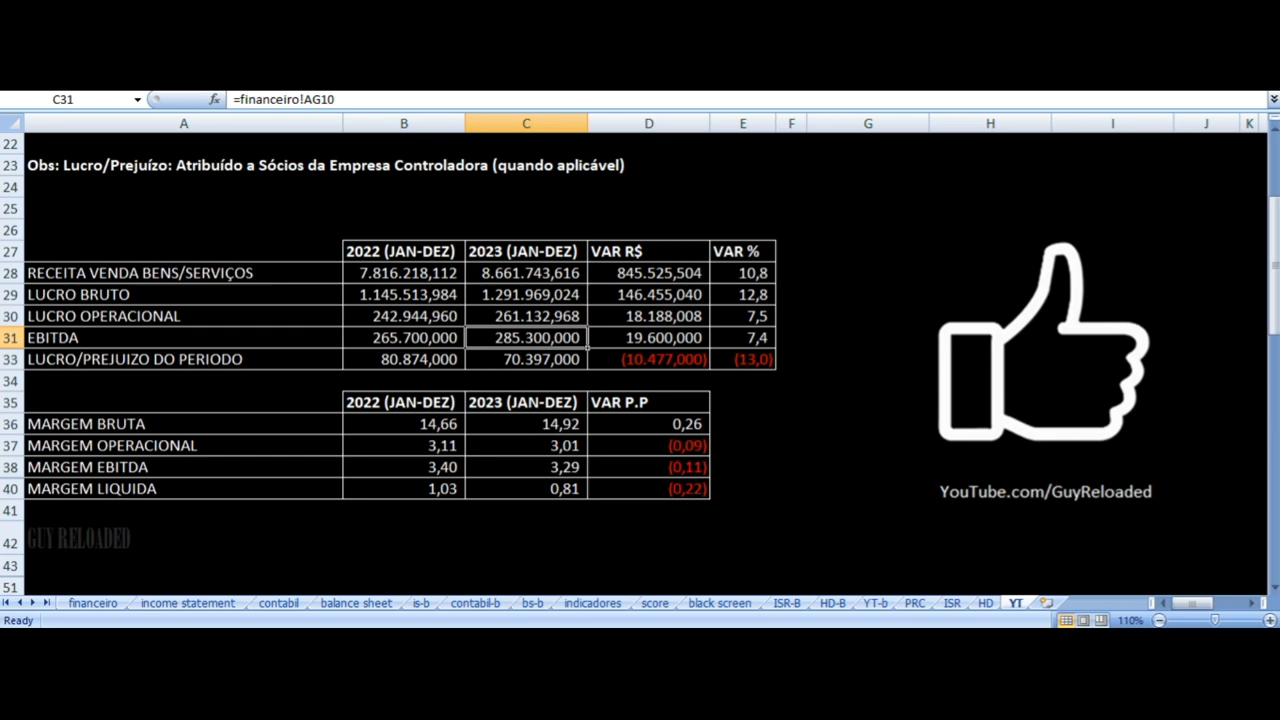 C31 fx =financeiro!AG10
A B C D E F G H I J K
22
23 Obs: Lucro/Prejuízo: Atribuído a Sócios da Empresa Controladora (quando aplicável)
24
25
26
27 2022 (JAN-DEZ) 2023 (JAN-DEZ) VAR R$ VAR %
28 RECEITA VENDA BENS/SERVIÇOS 7.816.218,112 8.661.743,616 845.525,504 10,8
29 LUCRO BRUTO 1.145.513,984 1.291.969,024 146.455,040 12,8
30 LUCRO OPERACIONAL 242.944,960 261.132,968 18.188,008 7,5
31 EBITDA 265.700,000 285.300,000 19.600,000 7,4
33 LUCRO/PREJUIZO DO PERIODO 80.874,000 70.397,000 (10.477,000) (13,0)
34
35 2022 (JAN-DEZ) 2023 (JAN-DEZ) VAR P.P
36 MARGEM BRUTA 14,66 14,92 0,26
37 MARGEM OPERACIONAL 3,11 3,01 (0,09)
38 MARGEM EBITDA 3,40 3,29 (0,11)
40 MARGEM LIQUIDA 1,03 0,81 (0,22)
YouTube.com/GuyReloaded
41
42 GUY RELOADED
43
51
financeiro income statement contabil balance sheet is-b contabil-b bs-b indicadores score black screen ISR-B HD-B YT-b PRC ISR HD YT
Ready 110%